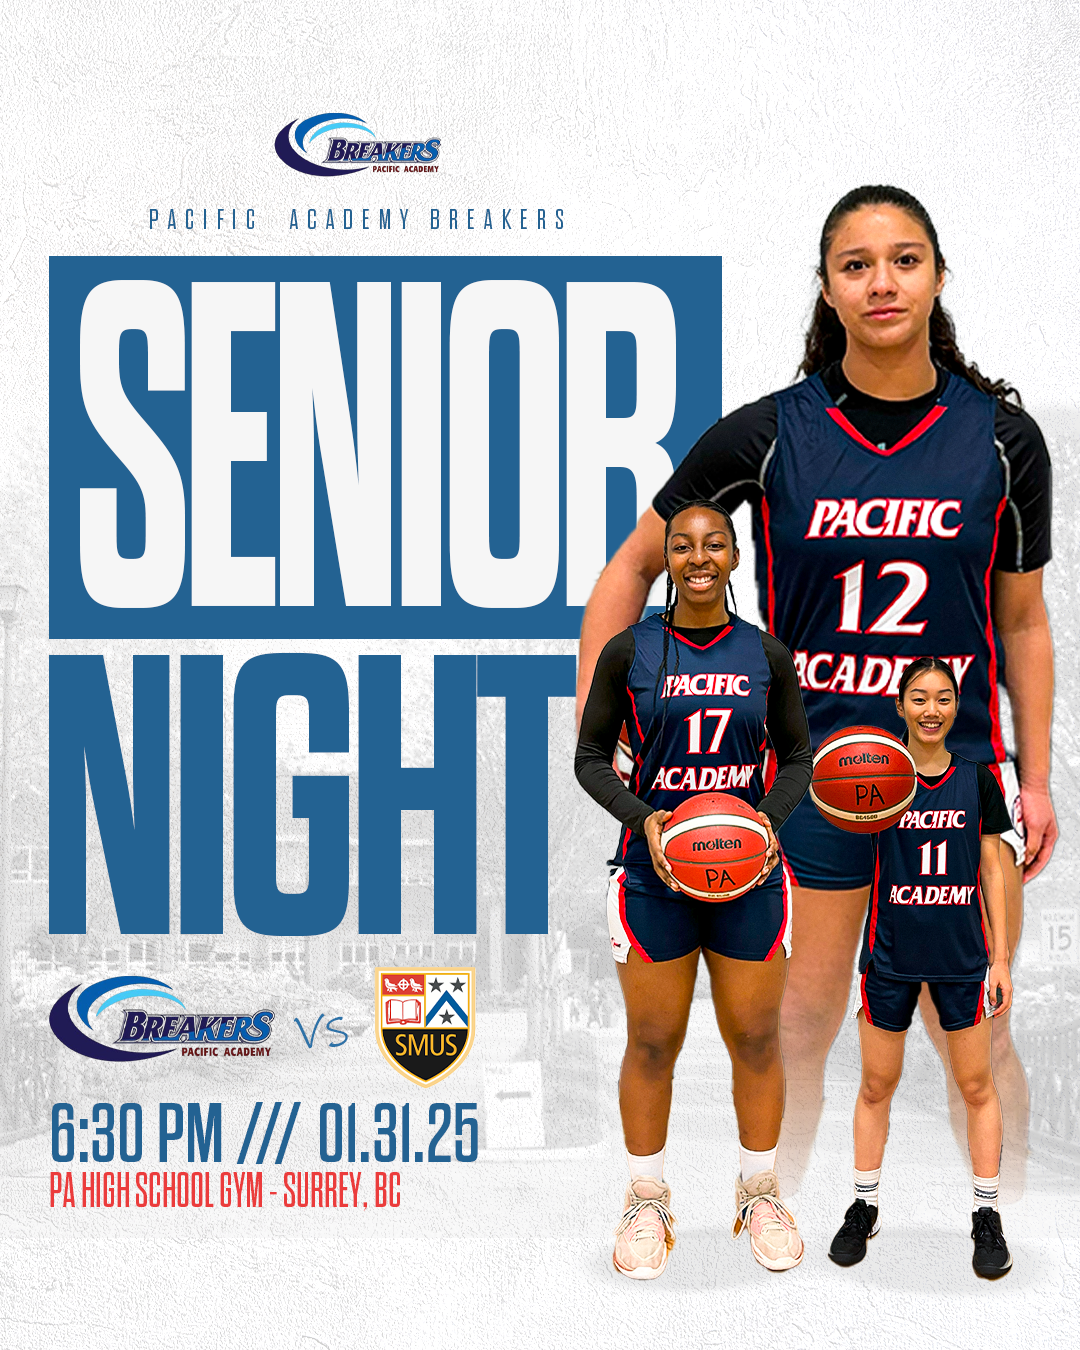 BREAKERS
PACIFIC ACADEMY
PACIFIC ACADEMY BREAKERS
SENIOR
NIGHT
PACIFIC
12
ACADEMY
PACIFIC
17
ACADEMY
molten
PA
molten
PA
PACIFIC
11
ACADEMY
BREAKERS
PACIFIC ACADEMY
VS
SMUS
6:30 PM /// 01.31.25
PA HIGH SCHOOL GYM - SURREY, BC